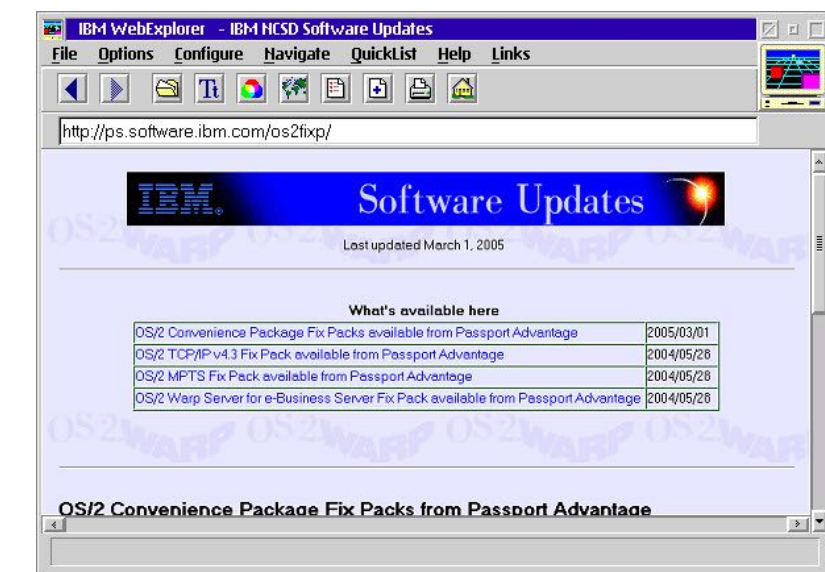 IBM WebExplorer - IBM NCSD Software Updates
File Options Configure Navigate QuickList Help Links
Tt
http://ps.software.ibm.com/os2fixp/
IBM. Software Updates
Last updated March 1, 2005
What's available here
OS/2 Convenience Package Fix Packs available from Passport Advantage 2005/03/01
OS/2 TCP/IP v4.3 Fix Pack available from Passport Advantage 2004/05/28
OS/2 MPTS Fix Pack available from Passport Advantage 2004/05/28
OS/2 Warp Server for e-Business Server Fix Pack available from Passport Advantage 2004/05/28
OS2WARP OS2WARP OS2WARP OS2
OS/2 Convenience Package Fix Packs from Passport Advantage